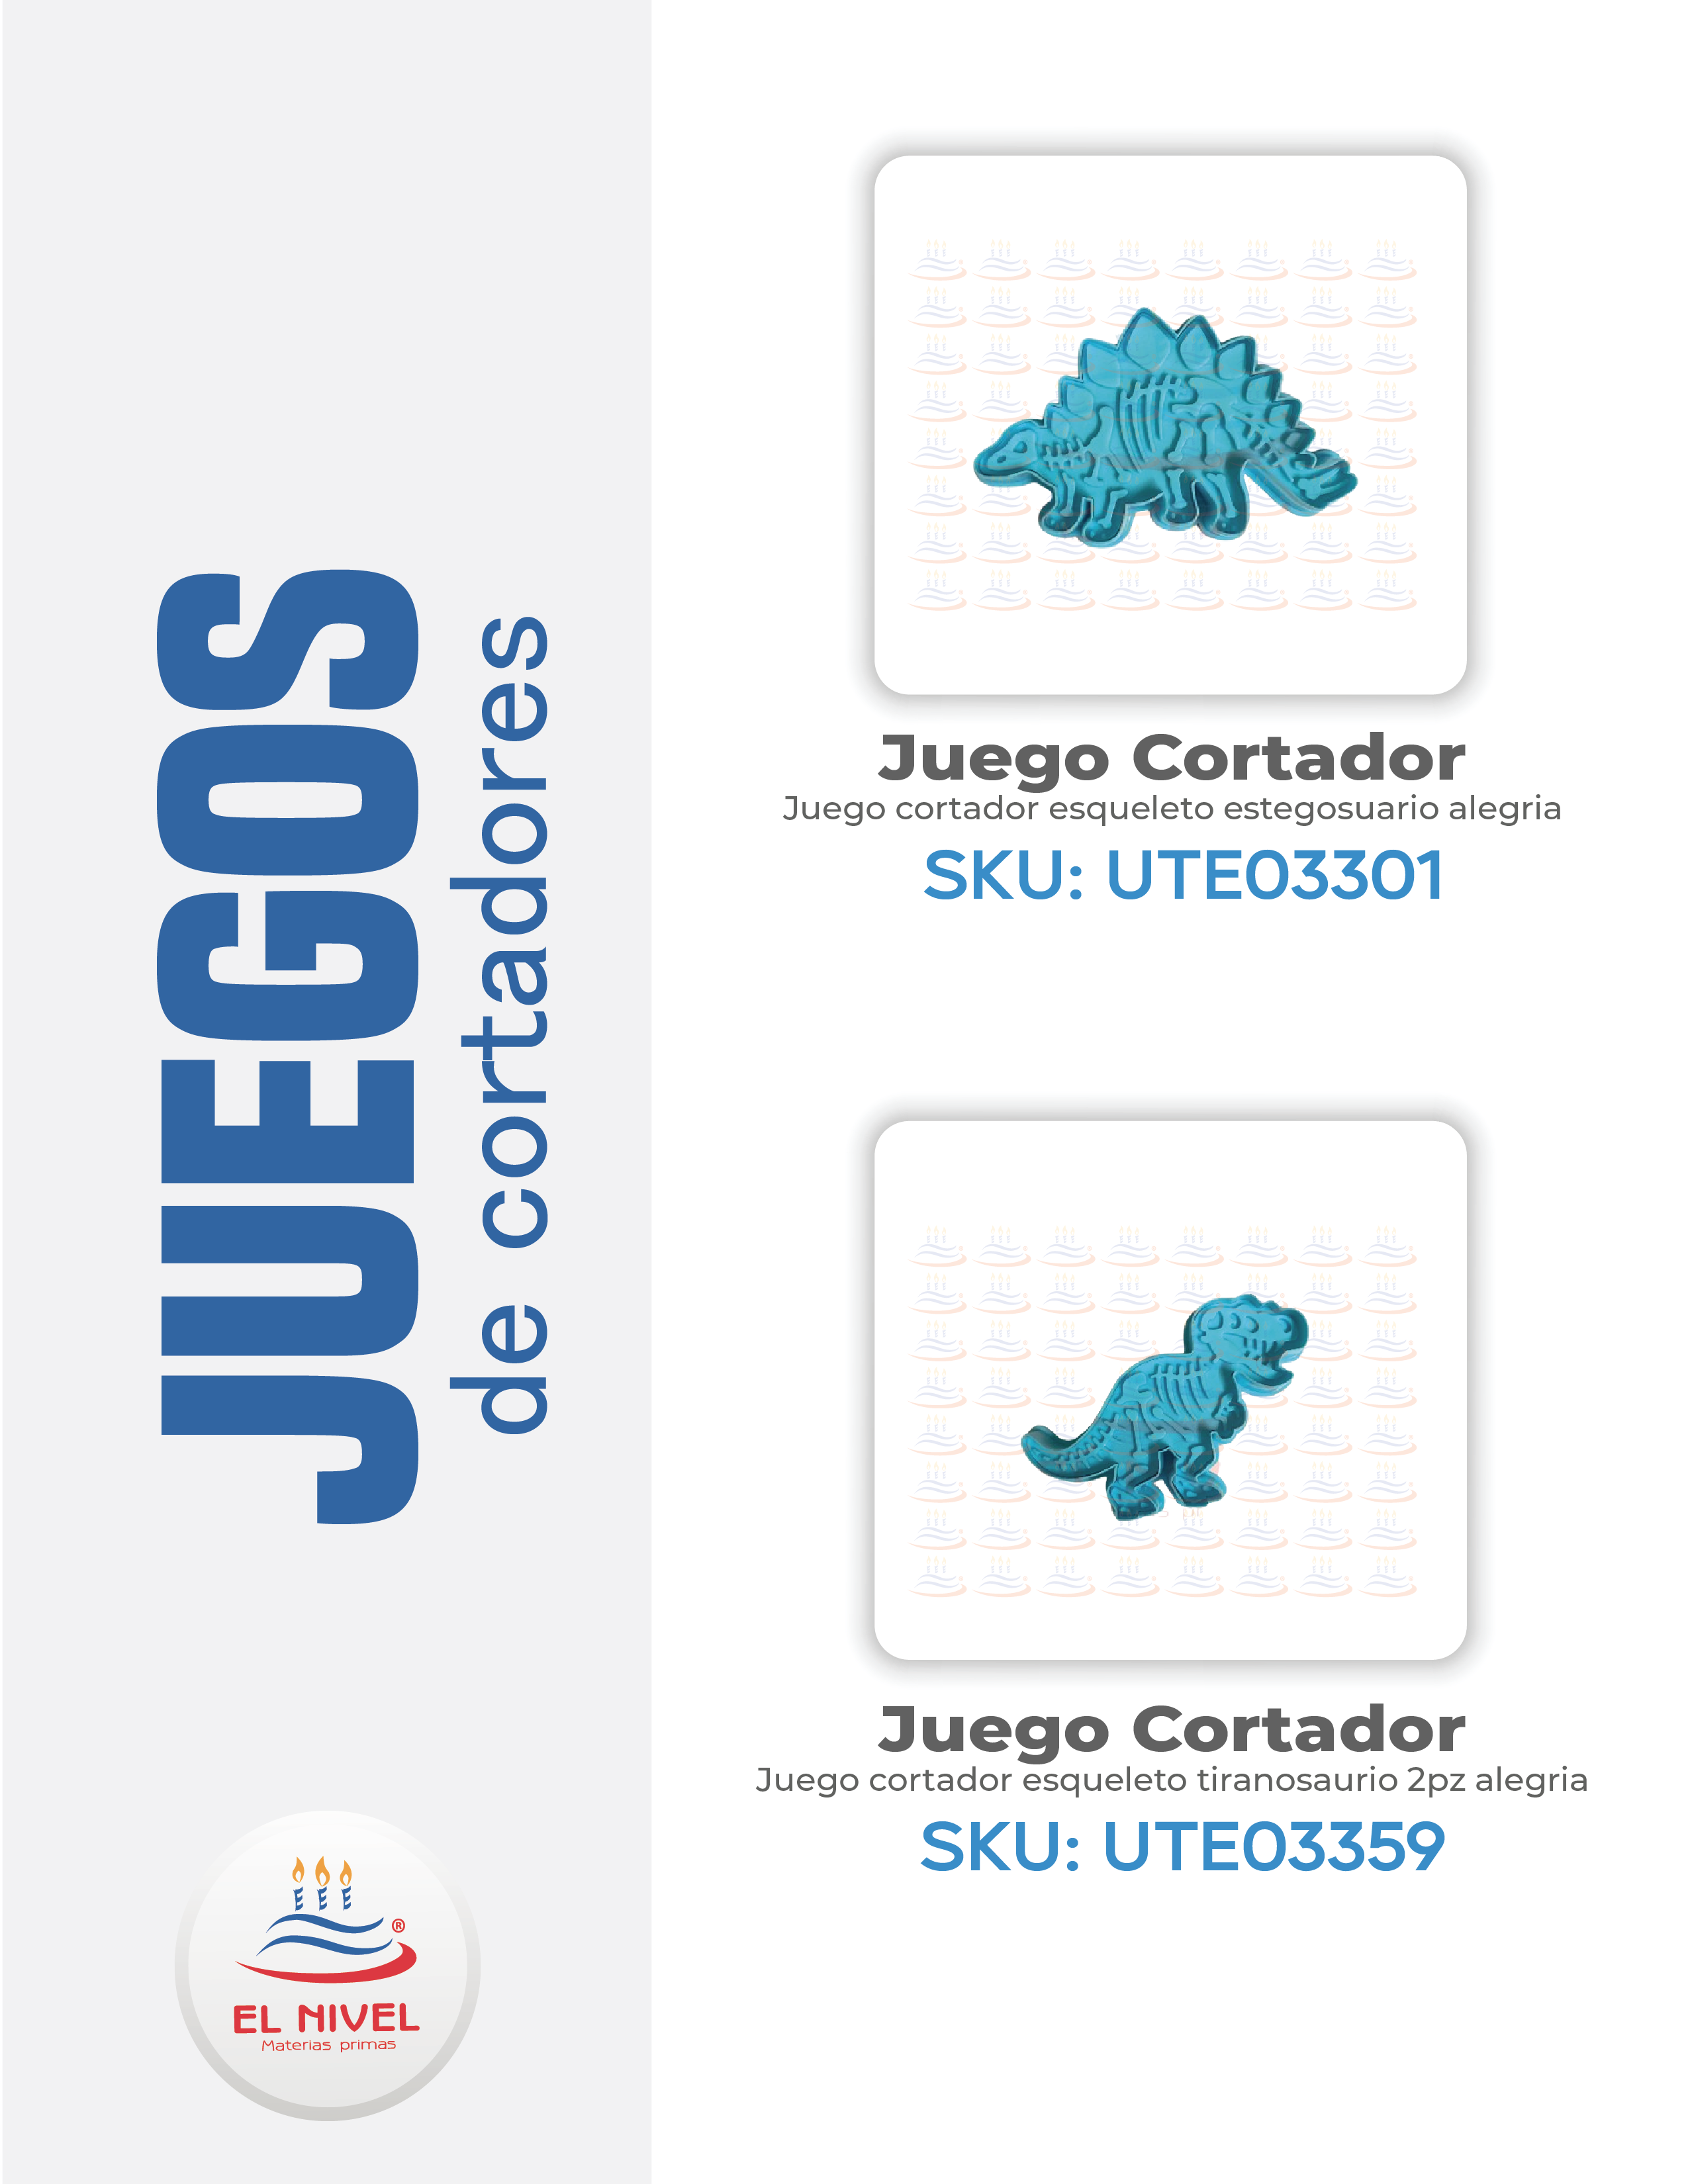 JUEGOS
de cortadores
Juego Cortador
Juego cortador esqueleto estegosuario alegria
SKU: UTE03301
Juego Cortador
Juego cortador esqueleto tiranosaurio 2pz alegria
SKU: UTE03359
®
EL NIVEL
Materias primas